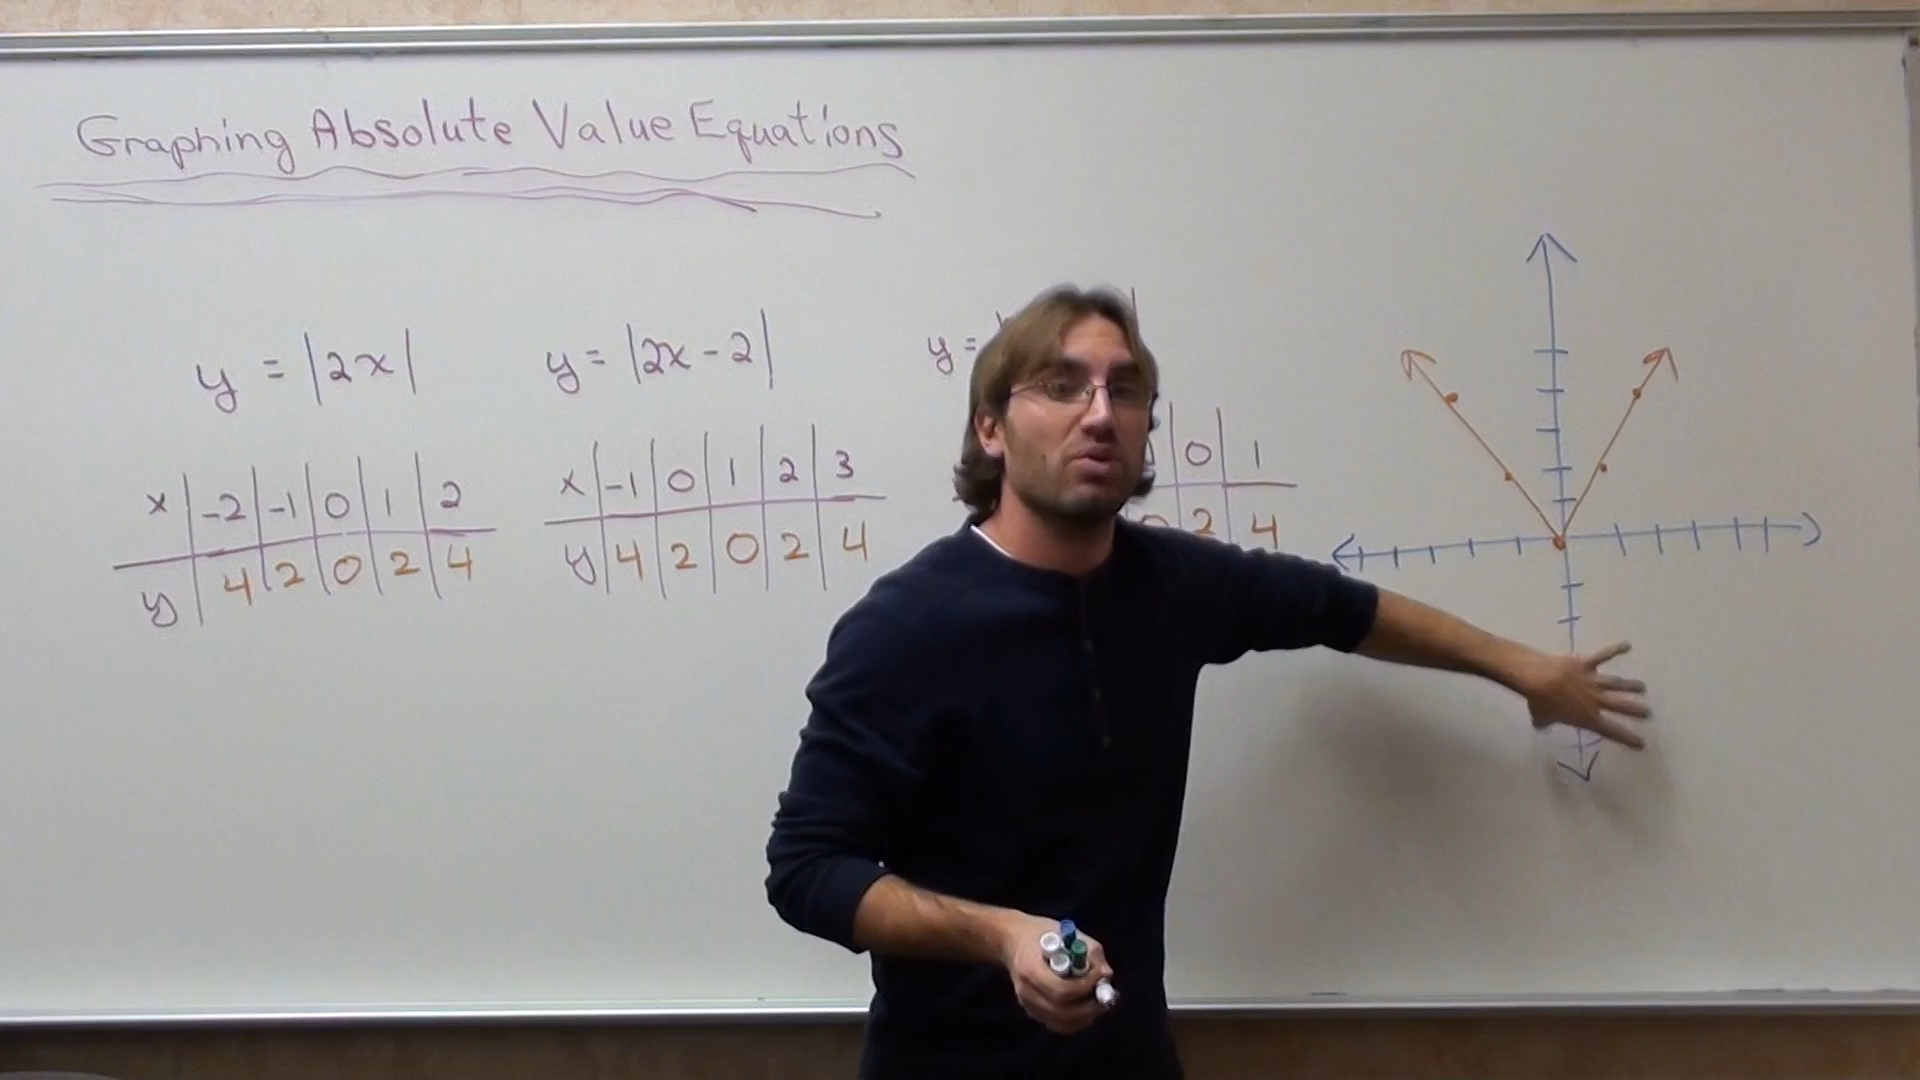 Graphing Absolute Value Equations
y = |2x|
x -2 -1 0 1 2
y 4 2 0 2 4
y = |2x - 2|
x -1 0 1 2 3
y 4 2 0 2 4
y =
0 1
0 2 4